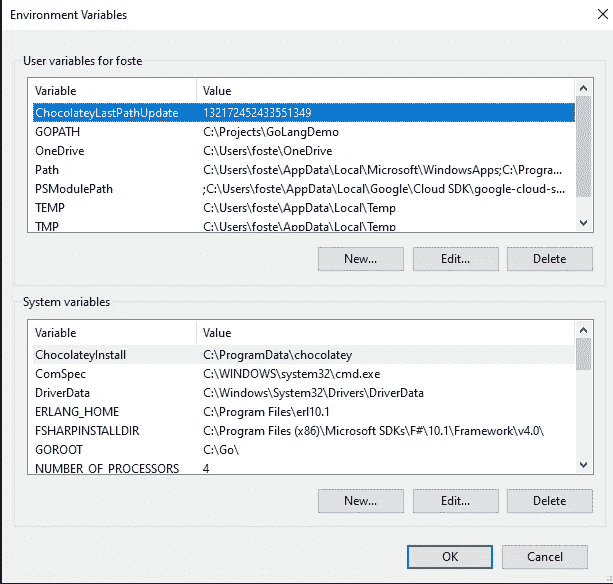 Environment Variables
User variables for foste
Variable Value
ChocolateyLastPathUpdate 132172452433551349
GOPATH C:\Projects\GoLangDemo
OneDrive C:\Users\foste\OneDrive
Path C:\Users\foste\AppData\Local\Microsoft\WindowsApps;C:\Progra...
PSModulePath ;C:\Users\foste\AppData\Local\Google\Cloud SDK\google-cloud-s...
TEMP C:\Users\foste\AppData\Local\Temp
TMP C:\Users\foste\AppData\Local\Temp
New... Edit... Delete
System variables
Variable Value
ChocolateyInstall C:\ProgramData\chocolatey
ComSpec C:\WINDOWS\system32\cmd.exe
DriverData C:\Windows\System32\Drivers\DriverData
ERLANG_HOME C:\Program Files\erl10.1
FSHARPINSTALLDIR C:\Program Files (x86)\Microsoft SDKs\F#\10.1\Framework\v4.0\
GOROOT C:\Go\
NUMBER_OF_PROCESSORS 4
New... Edit... Delete
OK Cancel